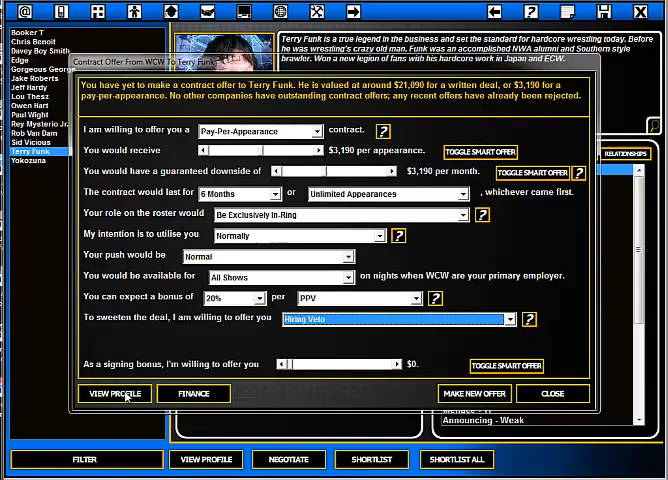 Booker T
Chris Benoit
Davey Boy Smith
Edge
Gorgeous George
Jake Roberts
Jeff Hardy
Lou Thesz
Owen Hart
Paul Wight
Rey Mysterio Jr.
Rob Van Dam
Sid Vicious
Terry Funk
Yokozuna
Terry Funk is a true legend in the business and set the standard for hardcore wrestling today. Before
he was wrestling's crazy old man. Funk was an accomplished NWA alumni and Southern style
brawler. Won a new legion of fans with his hardcore work in Japan and ECW.
Contract Offer From WCW To Terry Funk
You have yet to make a contract offer to Terry Funk. He is valued at around $21,090 for a written deal, or $3,190 for a
pay-per-appearance. No other companies have outstanding contract offers; any recent offers have already been rejected.
I am willing to offer you a Pay-Per-Appearance contract. ?
You would receive $3,190 per appearance. TOGGLE SMART OFFER
You would have a guaranteed downside of $3,190 per month. TOGGLE SMART OFFER ?
The contract would last for 6 Months or Unlimited Appearances , whichever came first.
Your role on the roster would Be Exclusively In-Ring ?
My intention is to utilise you Normally ?
Your push would be Normal
You would be available for All Shows on nights when WCW are your primary employer.
You can expect a bonus of 20% per PPV ?
To sweeten the deal, I am willing to offer you Hiring Veto ?
As a signing bonus, I'm willing to offer you $0. TOGGLE SMART OFFER
VIEW PROFILE FINANCE MAKE NEW OFFER CLOSE
RELATIONSHIPS
Announcing - Weak
FILTER VIEW PROFILE NEGOTIATE SHORTLIST SHORTLIST ALL